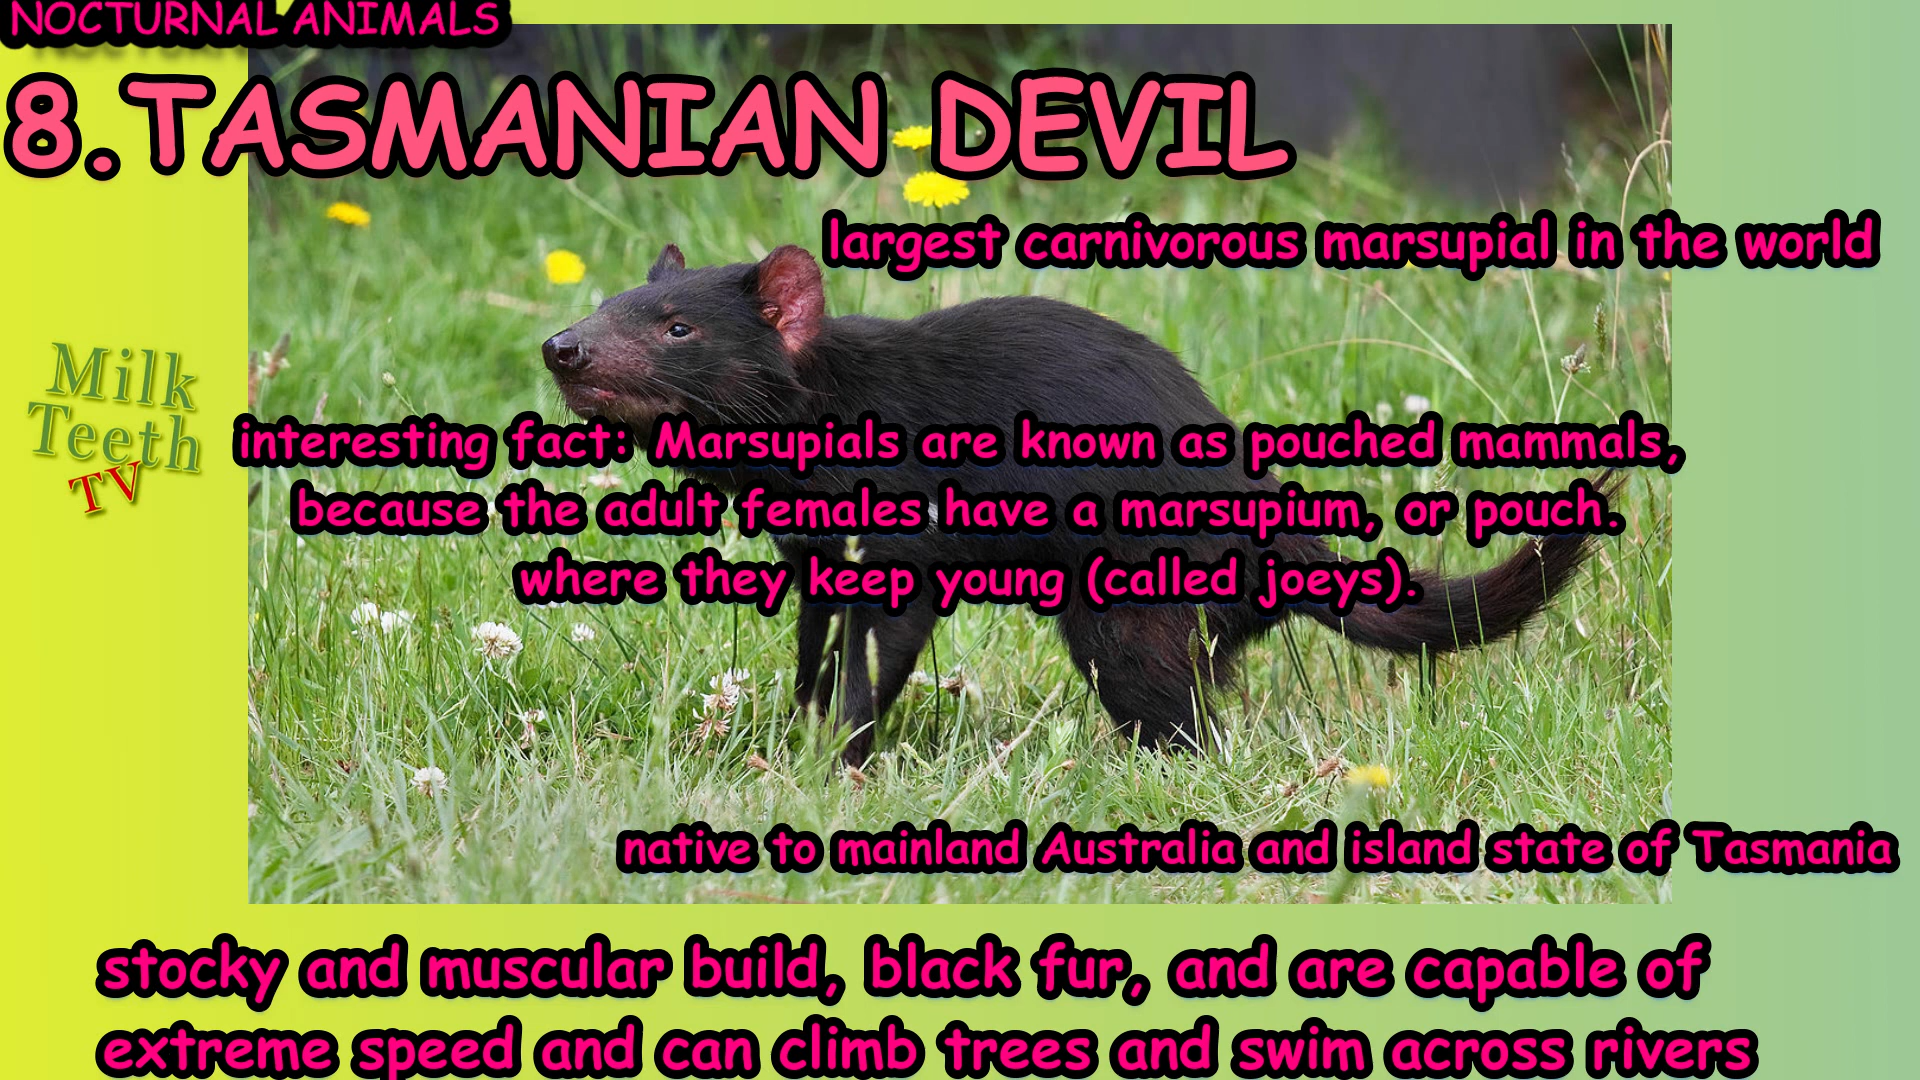 NOCTURNAL ANIMALS
8.TASMANIAN DEVIL
largest carnivorous marsupial in the world
Milk
Teeth
TV
interesting fact: Marsupials are known as pouched mammals,
because the adult females have a marsupium, or pouch.
where they keep young (called joeys).
native to mainland Australia and island state of Tasmania
stocky and muscular build, black fur, and are capable of
extreme speed and can climb trees and swim across rivers